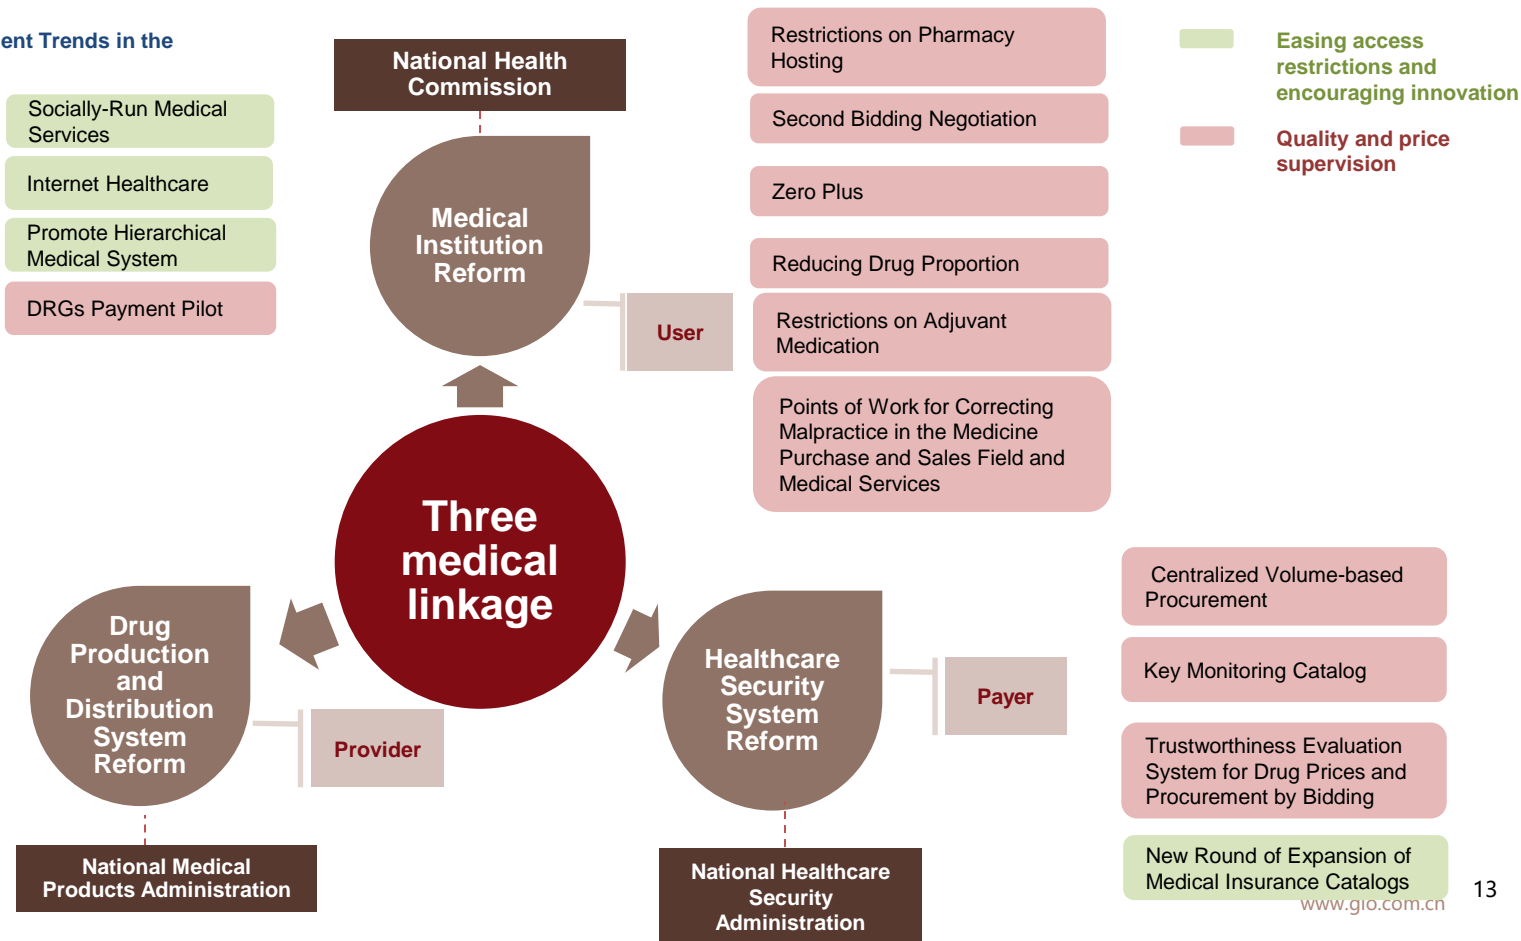 ent Trends in the
National Health
Commission
Socially-Run Medical
Services
Internet Healthcare
Promote Hierarchical
Medical System
DRGs Payment Pilot
Medical
Institution
Reform
User
Restrictions on Pharmacy
Hosting
Second Bidding Negotiation
Zero Plus
Reducing Drug Proportion
Restrictions on Adjuvant
Medication
Points of Work for Correcting
Malpractice in the Medicine
Purchase and Sales Field and
Medical Services
Easing access
restrictions and
encouraging innovation
Quality and price
supervision
Three
medical
linkage
Drug
Production
and
Distribution
System
Reform
Provider
National Medical
Products Administration
Healthcare
Security
System
Reform
Payer
National Healthcare
Security
Administration
Centralized Volume-based
Procurement
Key Monitoring Catalog
Trustworthiness Evaluation
System for Drug Prices and
Procurement by Bidding
New Round of Expansion of
Medical Insurance Catalogs
www.glo.com.cn
13